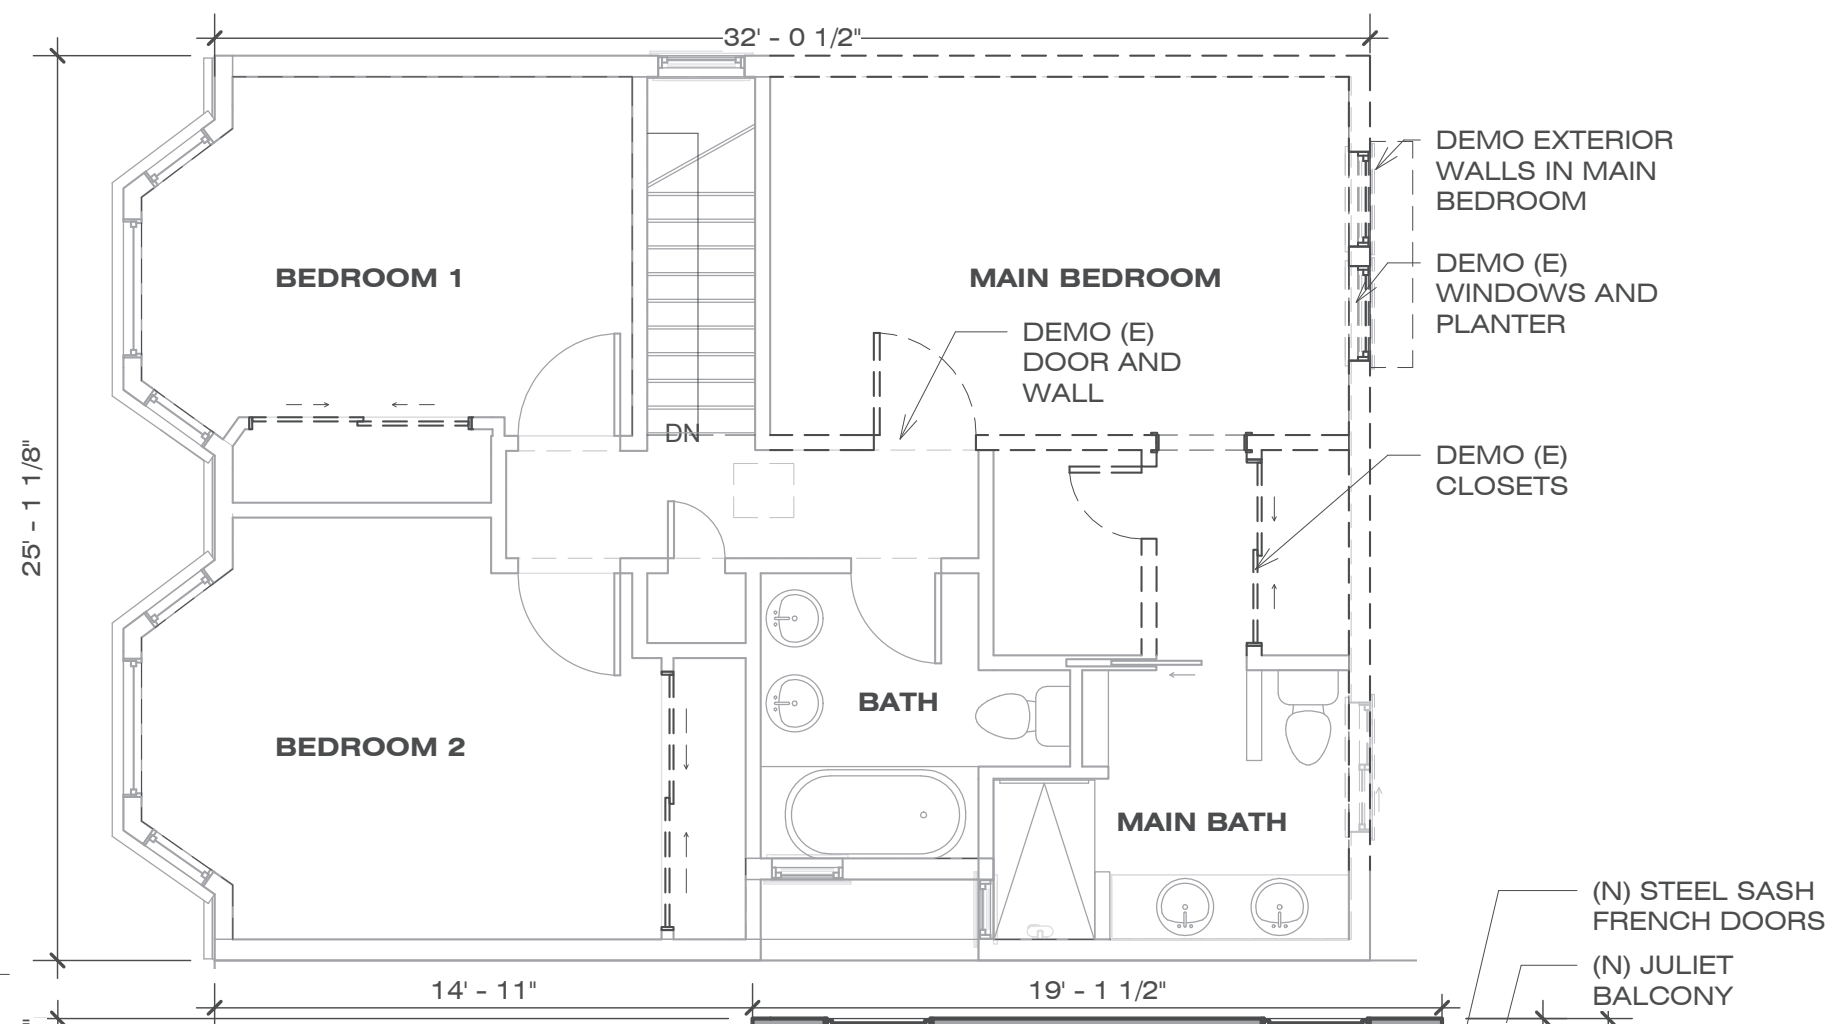 32' - 0 1/2"
DEMO EXTERIOR
WALLS IN MAIN
BEDROOM
BEDROOM 1
MAIN BEDROOM
DEMO (E)
WINDOWS AND
PLANTER
DEMO (E)
DOOR AND
WALL
DN
25' - 1 1/8"
DEMO (E)
CLOSETS
BATH
BEDROOM 2
MAIN BATH
(N) STEEL SASH
FRENCH DOORS
(N) JULIET
BALCONY
14' - 11"
19' - 1 1/2"